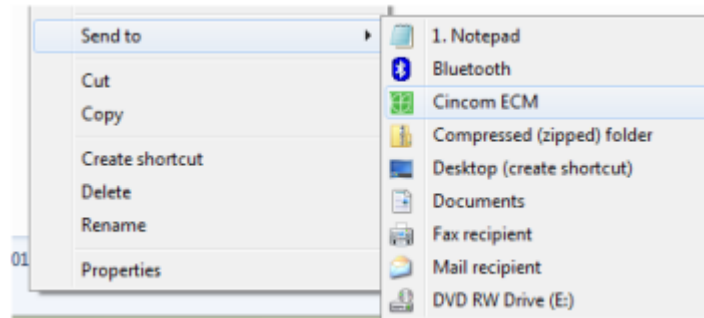 Send to
Cut
Copy
Create shortcut
Delete
Rename
Properties
01
1. Notepad
Bluetooth
Cincom ECM
Compressed (zipped) folder
Desktop (create shortcut)
Documents
Fax recipient
Mail recipient
DVD RW Drive (E:)